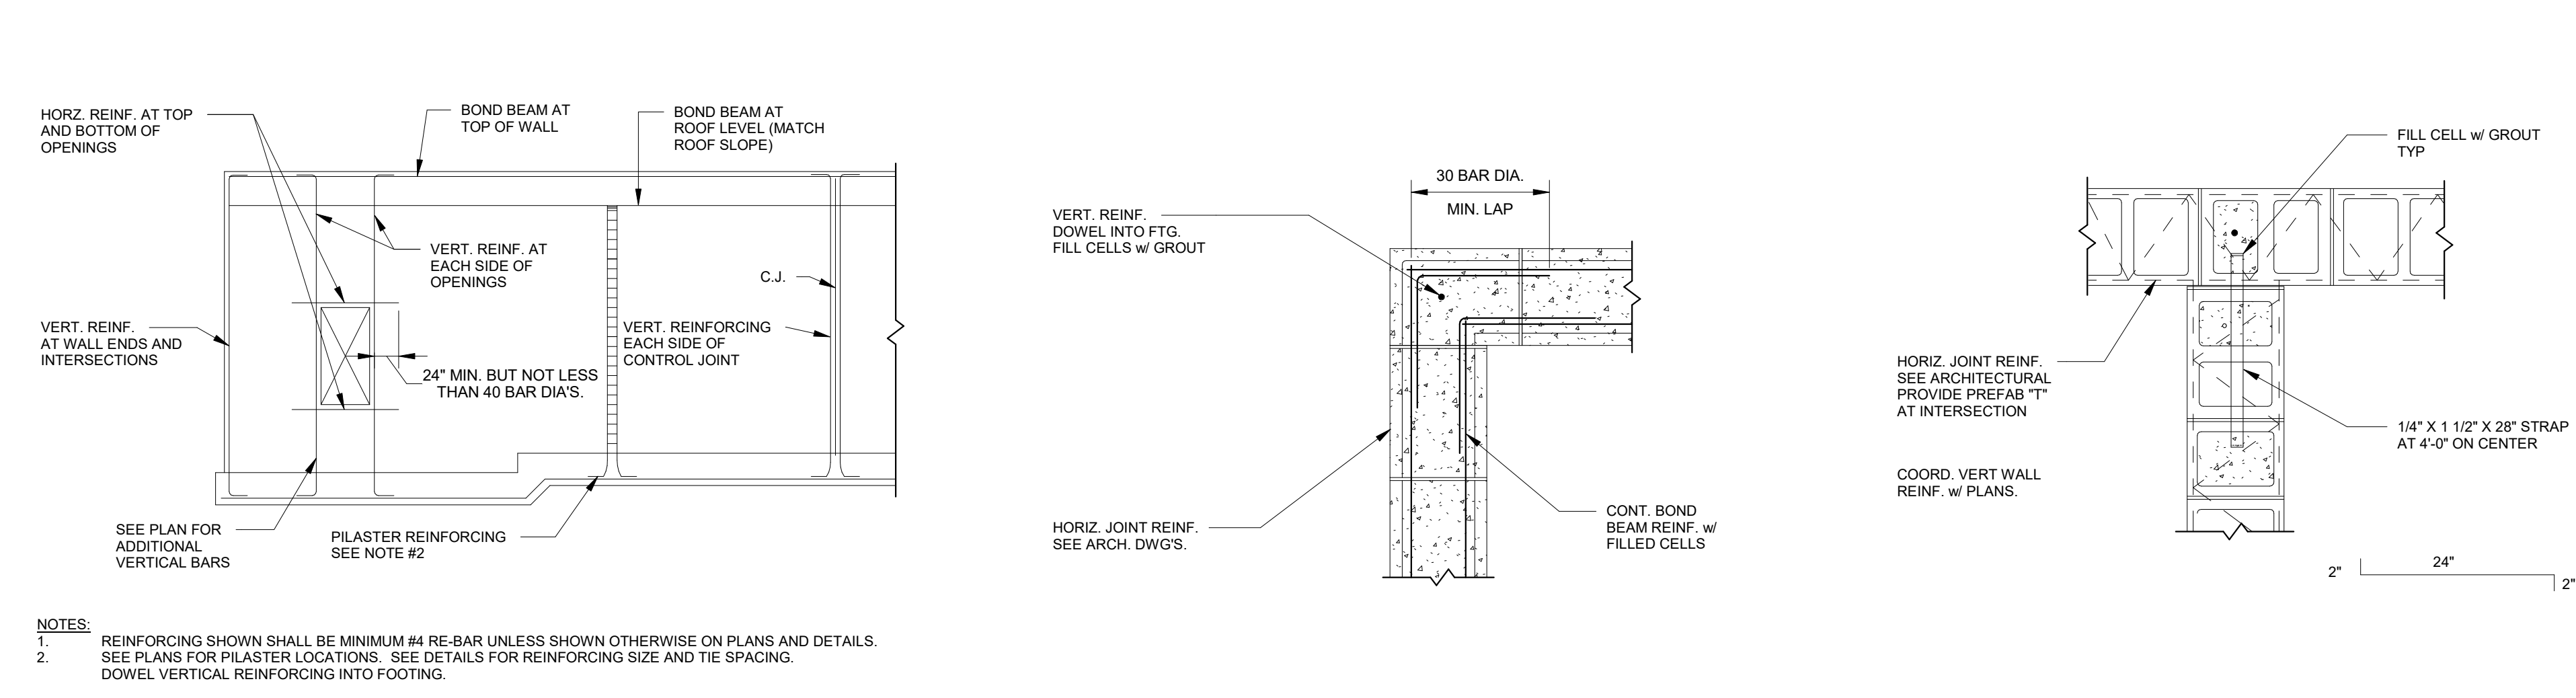 HORZ. REINF. AT TOP
AND BOTTOM OF
OPENINGS
BOND BEAM AT
TOP OF WALL
BOND BEAM AT
ROOF LEVEL (MATCH
ROOF SLOPE)
VERT. REINF. AT
EACH SIDE OF
OPENINGS
C.J.
VERT. REINF.
AT WALL ENDS AND
INTERSECTIONS
VERT. REINFORCING
EACH SIDE OF
CONTROL JOINT
24" MIN. BUT NOT LESS
THAN 40 BAR DIA'S.
SEE PLAN FOR
ADDITIONAL
VERTICAL BARS
PILASTER REINFORCING
SEE NOTE #2
NOTES:
1. REINFORCING SHOWN SHALL BE MINIMUM #4 RE-BAR UNLESS SHOWN OTHERWISE ON PLANS AND DETAILS.
2. SEE PLANS FOR PILASTER LOCATIONS. SEE DETAILS FOR REINFORCING SIZE AND TIE SPACING.
DOWEL VERTICAL REINFORCING INTO FOOTING.
30 BAR DIA.
MIN. LAP
VERT. REINF.
DOWEL INTO FTG.
FILL CELLS w/ GROUT
HORIZ. JOINT REINF.
SEE ARCH. DWG'S.
CONT. BOND
BEAM REINF. w/
FILLED CELLS
FILL CELL w/ GROUT
TYP
HORIZ. JOINT REINF.
SEE ARCHITECTURAL
PROVIDE PREFAB "T"
AT INTERSECTION
1/4" X 1 1/2" X 28" STRAP
AT 4'-0" ON CENTER
COORD. VERT WALL
REINF. w/ PLANS.
2"
24"
2"